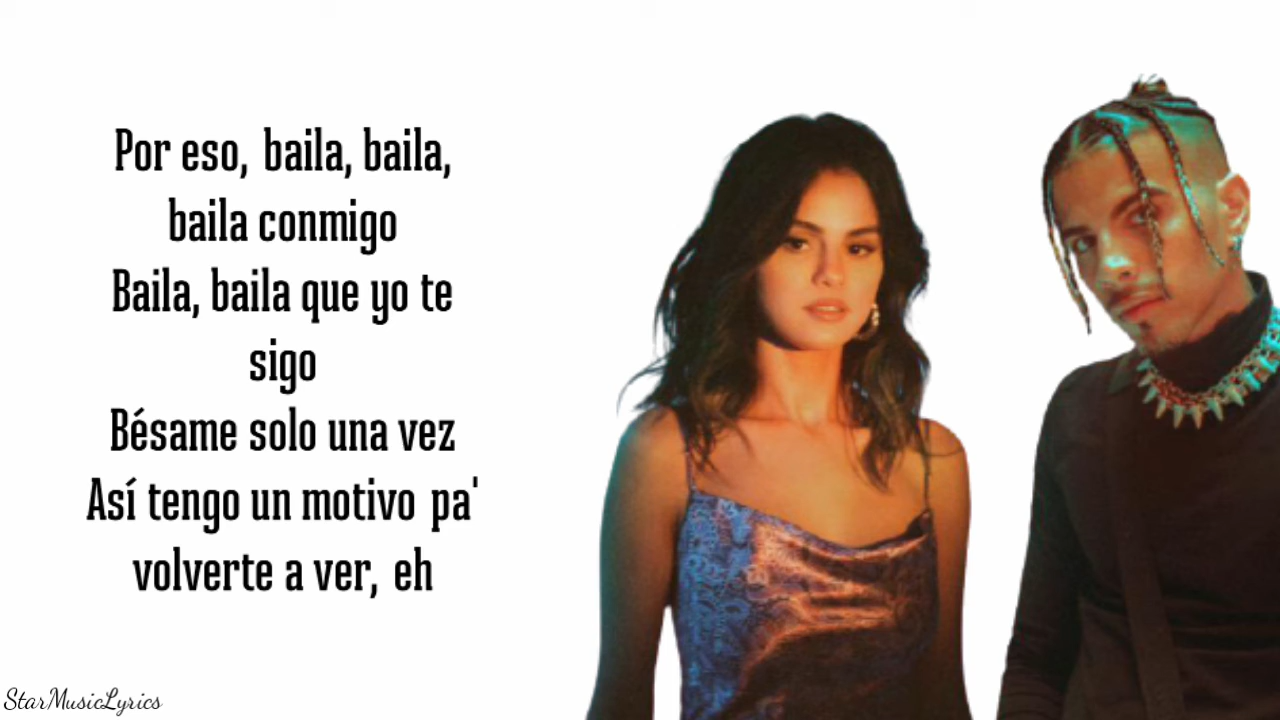 Por eso, baila, baila,
baila conmigo
Baila, baila que yo te
sigo
Bésame solo una vez
Así tengo un motivo pa'
volverte a ver, eh
StarMusicLyrics